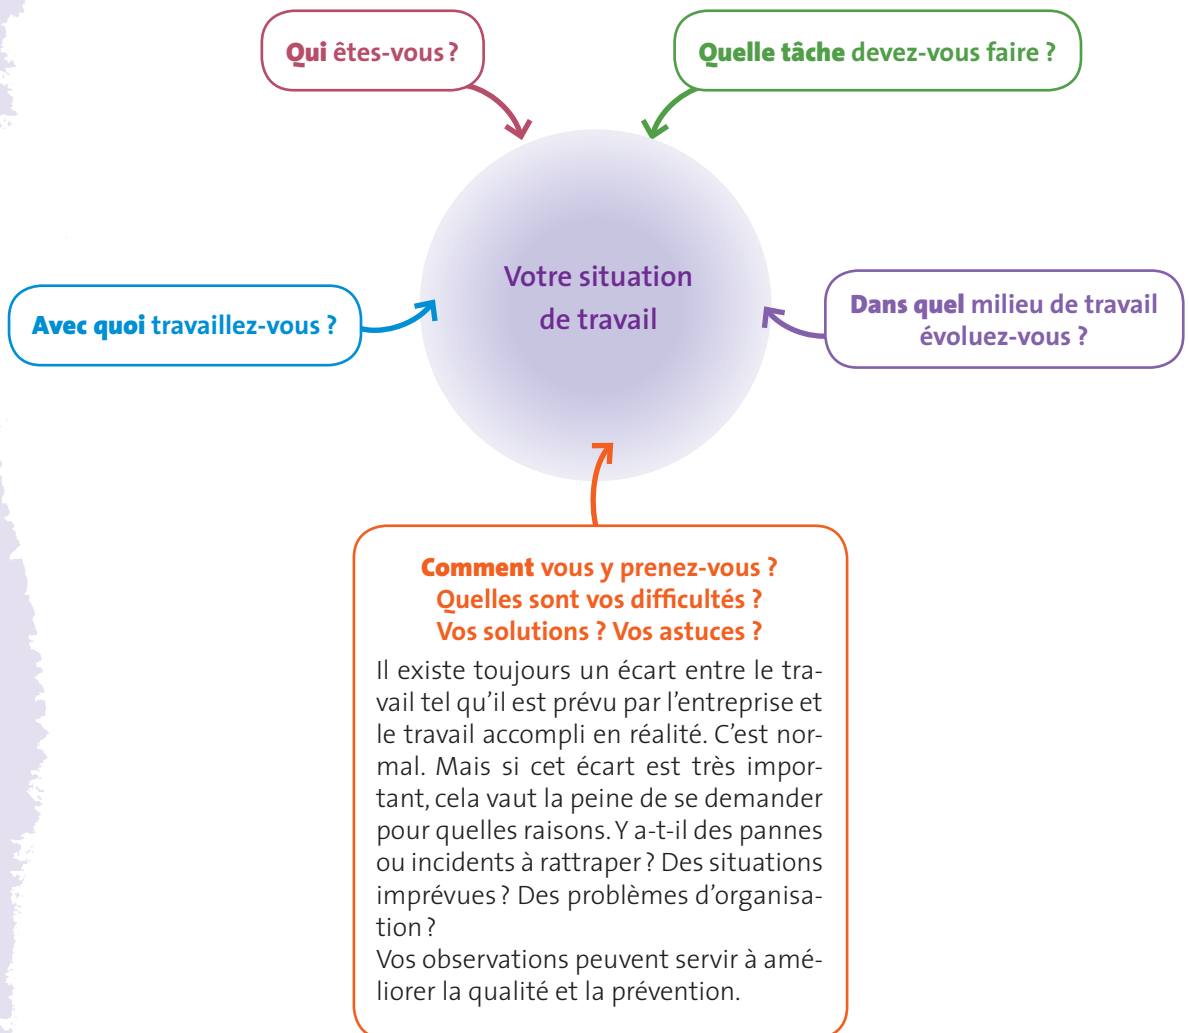 Qui êtes-vous ?
Quelle tâche devez-vous faire ?
Votre situation
de travail
Avec quoi travaillez-vous ?
Dans quel milieu de travail
évoluez-vous ?
Comment vous y prenez-vous ?
Quelles sont vos difficultés ?
Vos solutions ? Vos astuces ?
Il existe toujours un écart entre le tra-
vail tel qu'il est prévu par l'entreprise et
le travail accompli en réalité. C'est nor-
mal. Mais si cet écart est très impor-
tant, cela vaut la peine de se demander
pour quelles raisons. Y a-t-il des pannes
ou incidents à rattraper ? Des situations
imprévues ? Des problèmes d'organisa-
tion ?
Vos observations peuvent servir à amé-
liorer la qualité et la prévention.